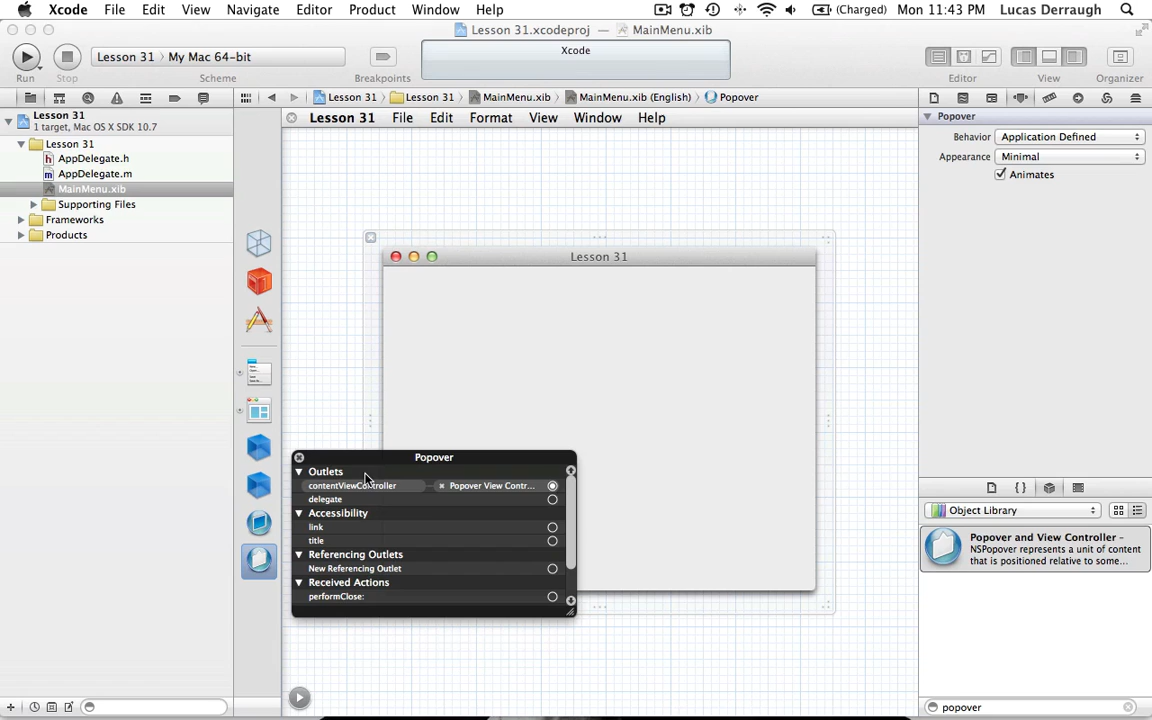 Xcode File Edit View Navigate Editor Product Window Help (Charged) Mon 11:43 PM Lucas Derraugh
Lesson 31.xcodeproj — MainMenu.xib
Lesson 31 〉 My Mac 64-bit
Xcode
Run Stop Scheme Breakpoints Editor View Organizer
Lesson 31 〉 Lesson 31 〉 MainMenu.xib 〉 MainMenu.xib (English) 〉 Popover
Lesson 31
1 target, Mac OS X SDK 10.7
Lesson 31
AppDelegate.h
AppDelegate.m
MainMenu.xib
Supporting Files
Frameworks
Products
Lesson 31 File Edit Format View Window Help
Lesson 31
Popover
Outlets
contentViewController Popover View Contr...
delegate
Accessibility
link
title
Referencing Outlets
New Referencing Outlet
Received Actions
performClose:
Popover
Behavior Application Defined
Appearance Minimal
Animates
Object Library
Popover and View Controller –
NSPopover represents a unit of content
that is positioned relative to some...
popover